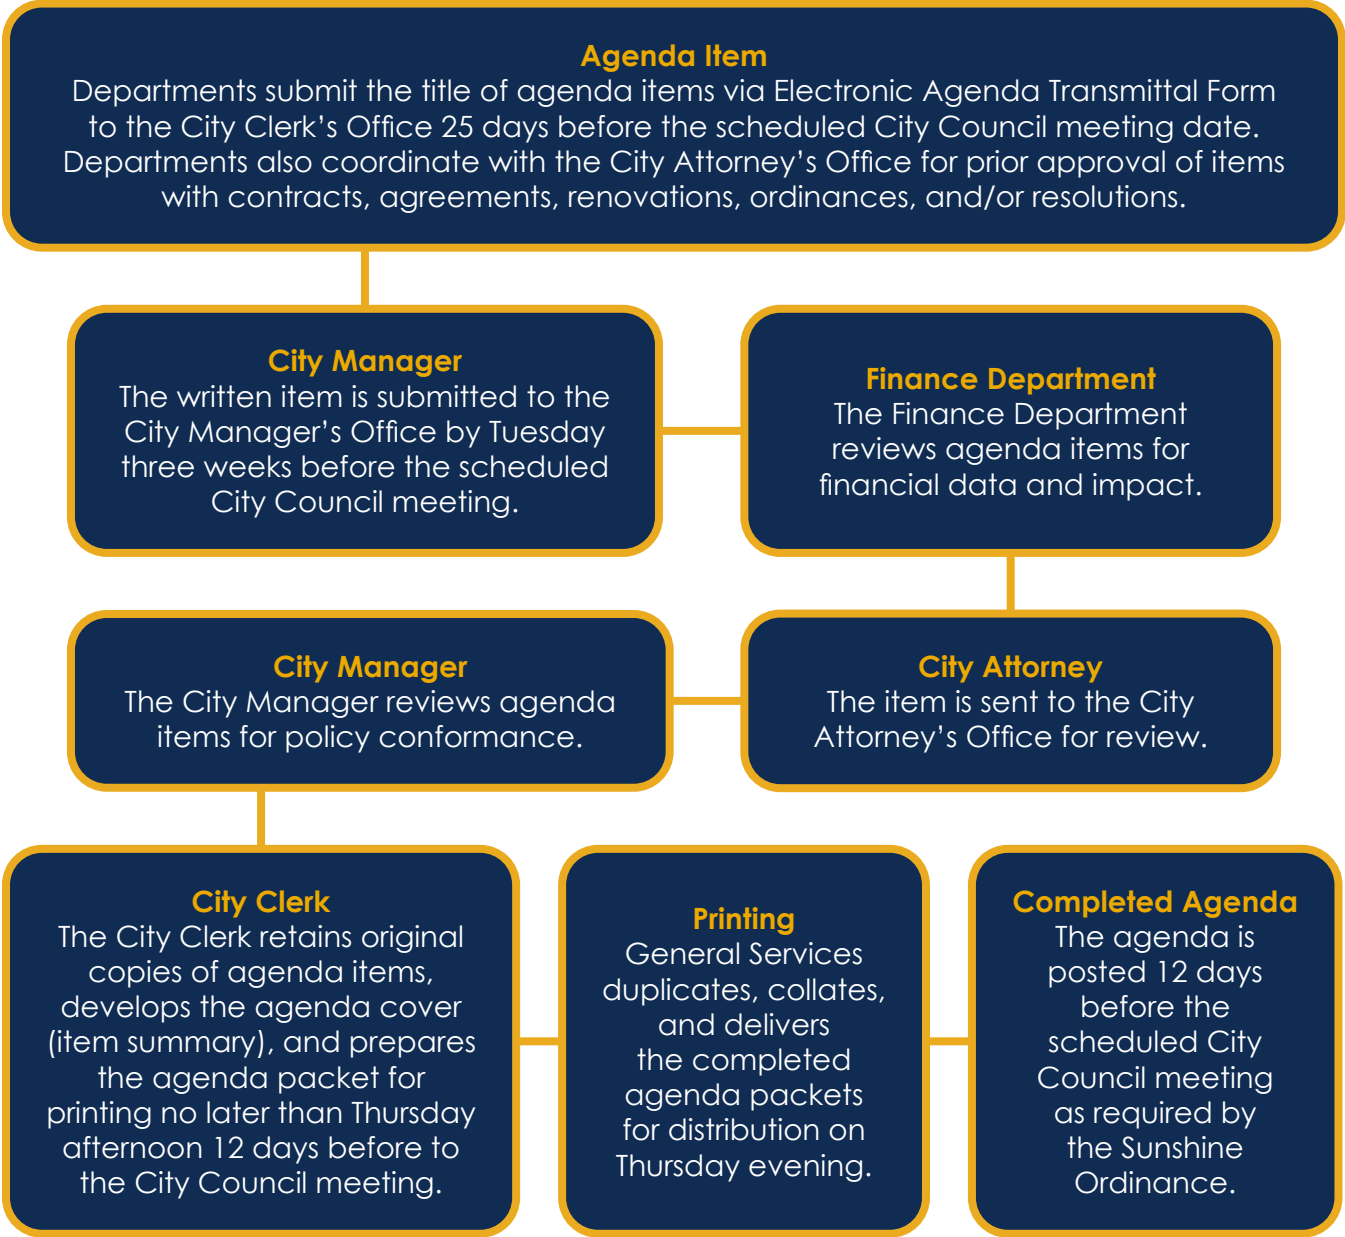 Agenda Item
Departments submit the title of agenda items via Electronic Agenda Transmittal Form
to the City Clerk’s Office 25 days before the scheduled City Council meeting date.
Departments also coordinate with the City Attorney’s Office for prior approval of items
with contracts, agreements, renovations, ordinances, and/or resolutions.
City Manager
The written item is submitted to the
City Manager’s Office by Tuesday
three weeks before the scheduled
City Council meeting.
Finance Department
The Finance Department
reviews agenda items for
financial data and impact.
City Attorney
The item is sent to the City
Attorney’s Office for review.
City Manager
The City Manager reviews agenda
items for policy conformance.
City Clerk
The City Clerk retains original
copies of agenda items,
develops the agenda cover
(item summary), and prepares
the agenda packet for
printing no later than Thursday
afternoon 12 days before to
the City Council meeting.
Printing
General Services
duplicates, collates,
and delivers
the completed
agenda packets
for distribution on
Thursday evening.
Completed Agenda
The agenda is
posted 12 days
before the
scheduled City
Council meeting
as required by
the Sunshine
Ordinance.